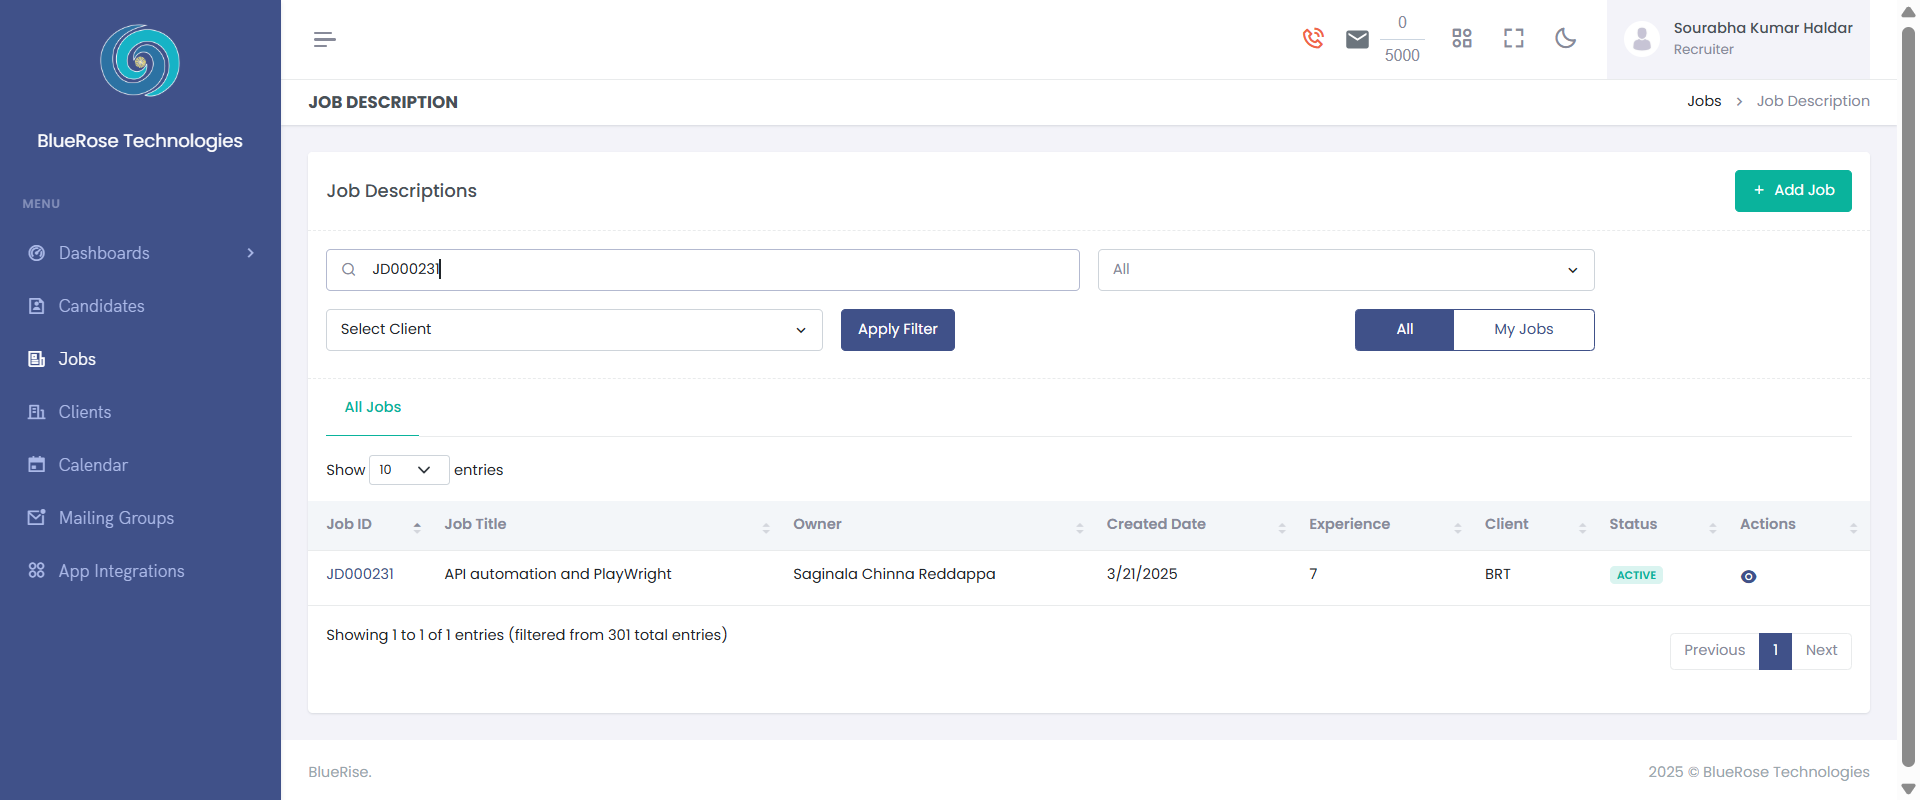 BlueRose Technologies
MENU
Dashboards
Candidates
Jobs
Clients
Calendar
Mailing Groups
App Integrations
0
5000
Sourabha Kumar Haldar
Recruiter
JOB DESCRIPTION
Jobs > Job Description
Job Descriptions
+ Add Job
JD000231
All
Select Client
Apply Filter
All
My Jobs
All Jobs
Show 10 entries
Job ID Job Title Owner Created Date Experience Client Status Actions
JD000231 API automation and PlayWright Saginala Chinna Reddappa 3/21/2025 7 BRT ACTIVE
Showing 1 to 1 of 1 entries (filtered from 301 total entries)
Previous 1 Next
BlueRise.
2025 © BlueRose Technologies